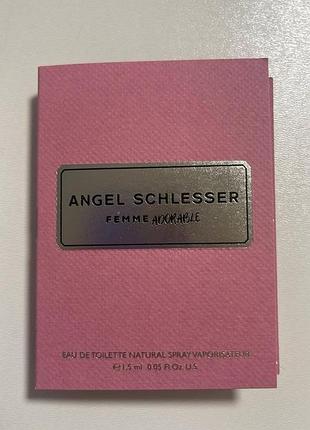 ANGEL SCHLESSER
FEMME ADORABLE
EAU DE TOILETTE NATURAL SPRAY VAPORISATEUR
℮ 1.5 ml 0.05 Fl.Oz. U.S.